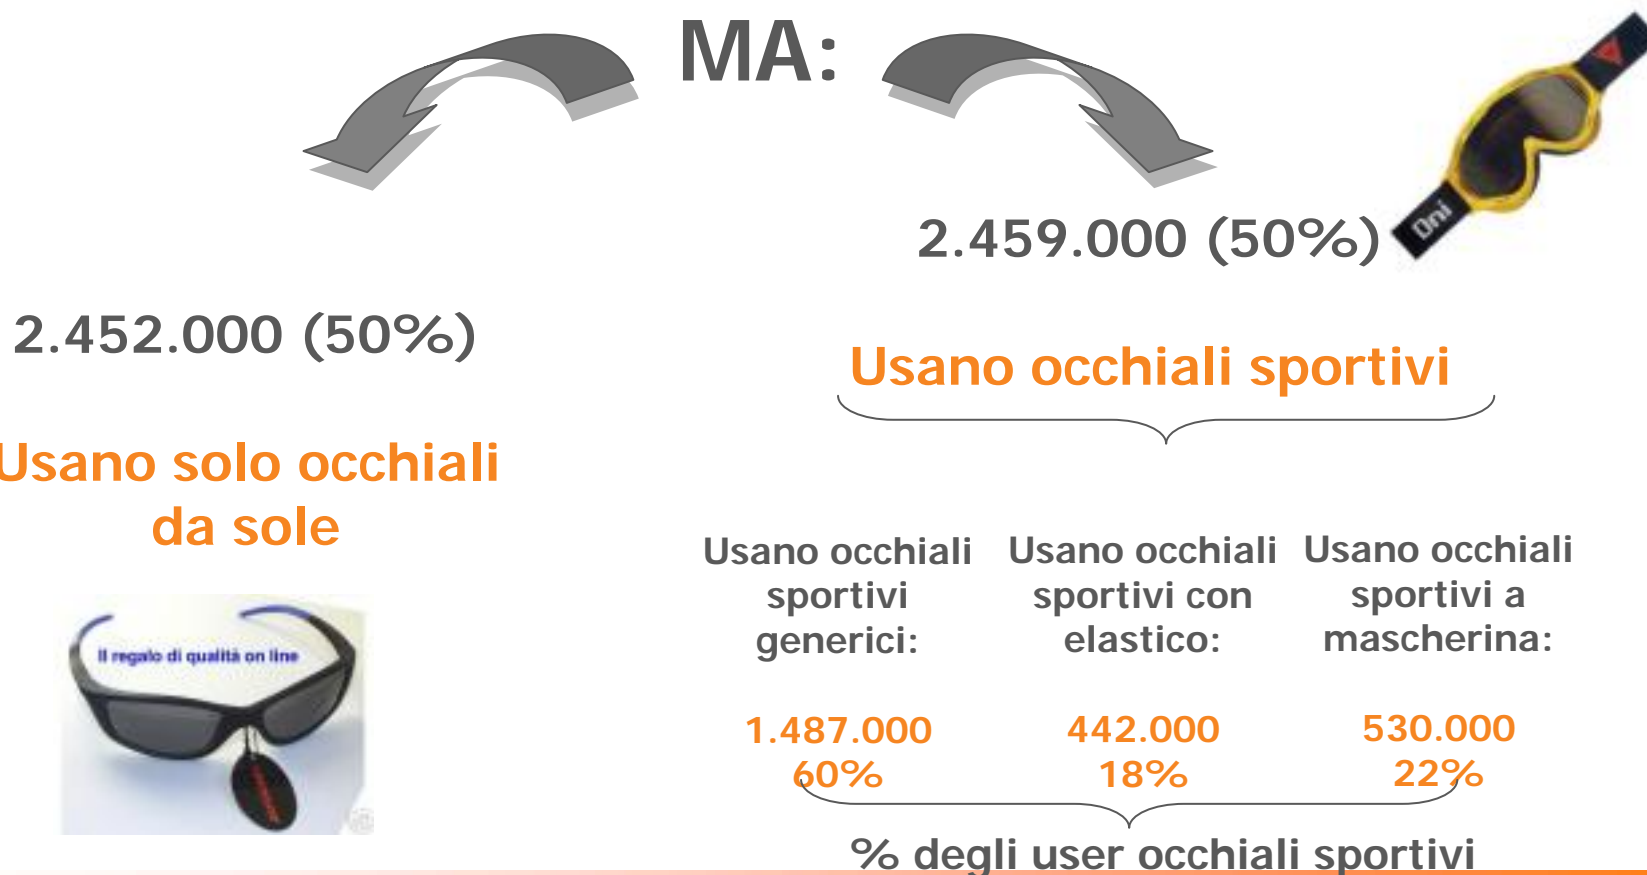 MA:
2.452.000 (50%)
Usano solo occhiali
da sole
Il regalo di qualità on line
2.459.000 (50%)
Dni
Usano occhiali sportivi
Usano occhiali
sportivi
generici:
1.487.000
60%
Usano occhiali
sportivi con
elastico:
442.000
18%
Usano occhiali
sportivi a
mascherina:
530.000
22%
% degli user occhiali sportivi